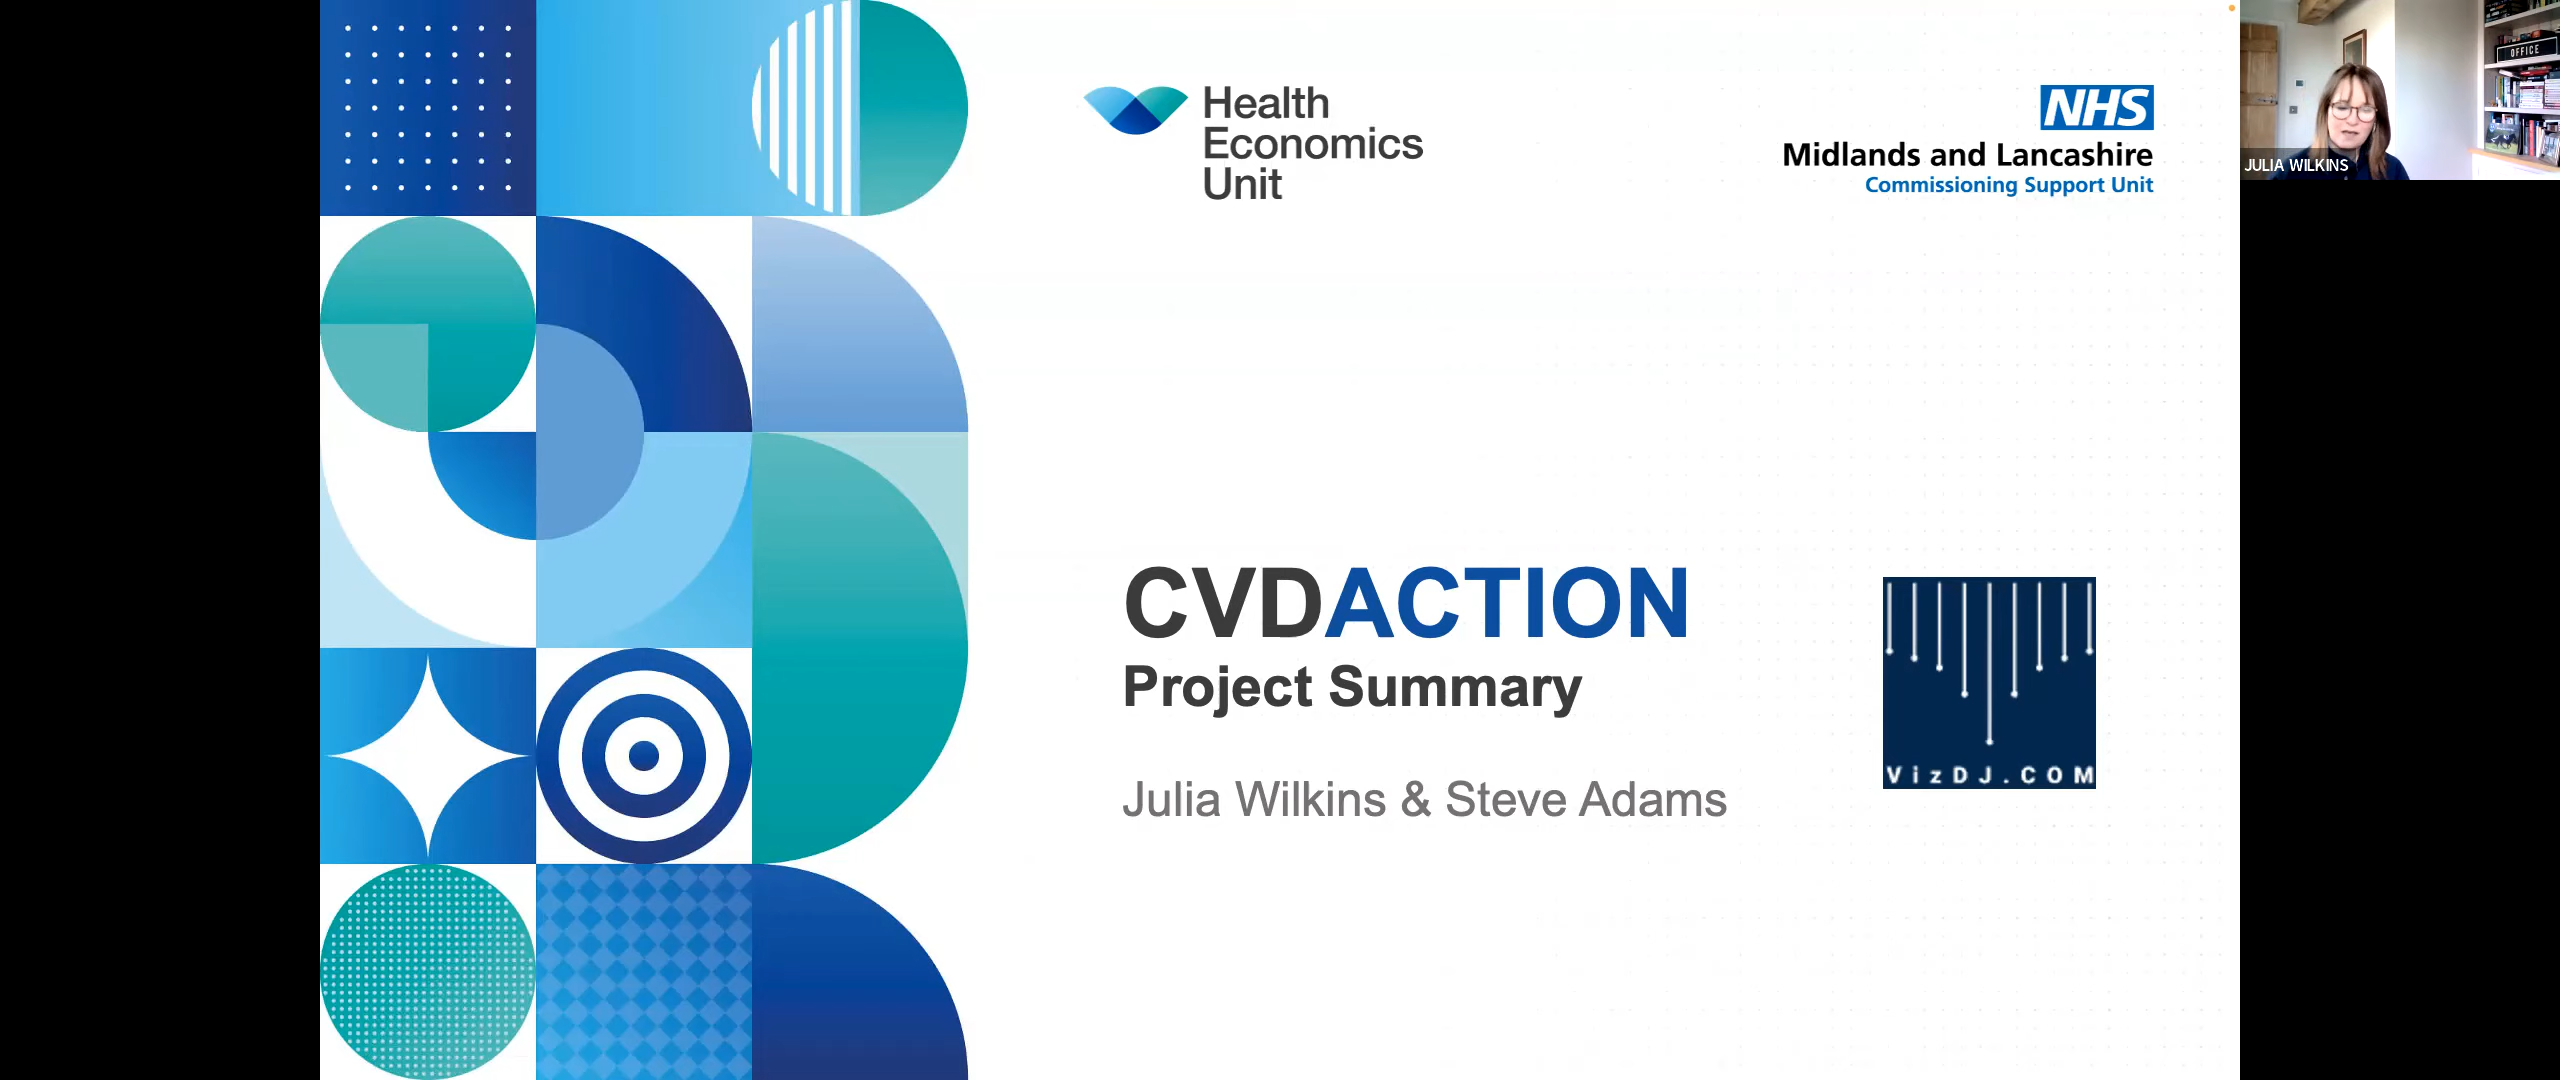 Health
Economics
Unit
NHS
Midlands and Lancashire
Commissioning Support Unit
OFFICE
JULIA WILKINS
CVDACTION
Project Summary
Julia Wilkins & Steve Adams
VizDJ.COM